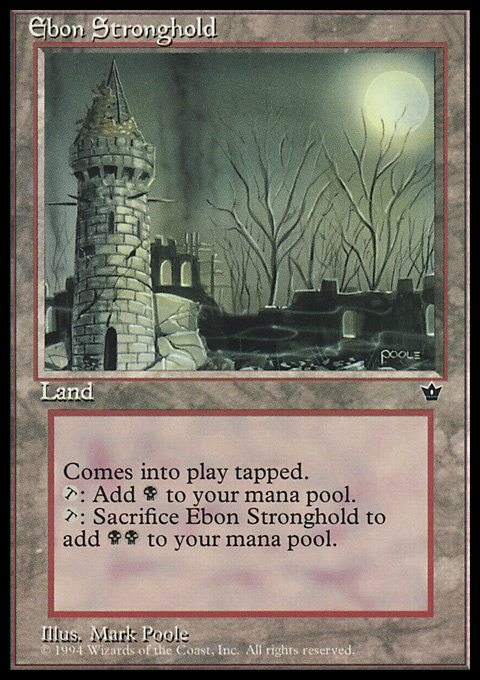 Ebon Stronghold
POOLE
Land
Comes into play tapped.
: Add to your mana pool.
: Sacrifice Ebon Stronghold to
add to your mana pool.
Illus. Mark Poole
© 1994 Wizards of the Coast, Inc. All rights reserved.